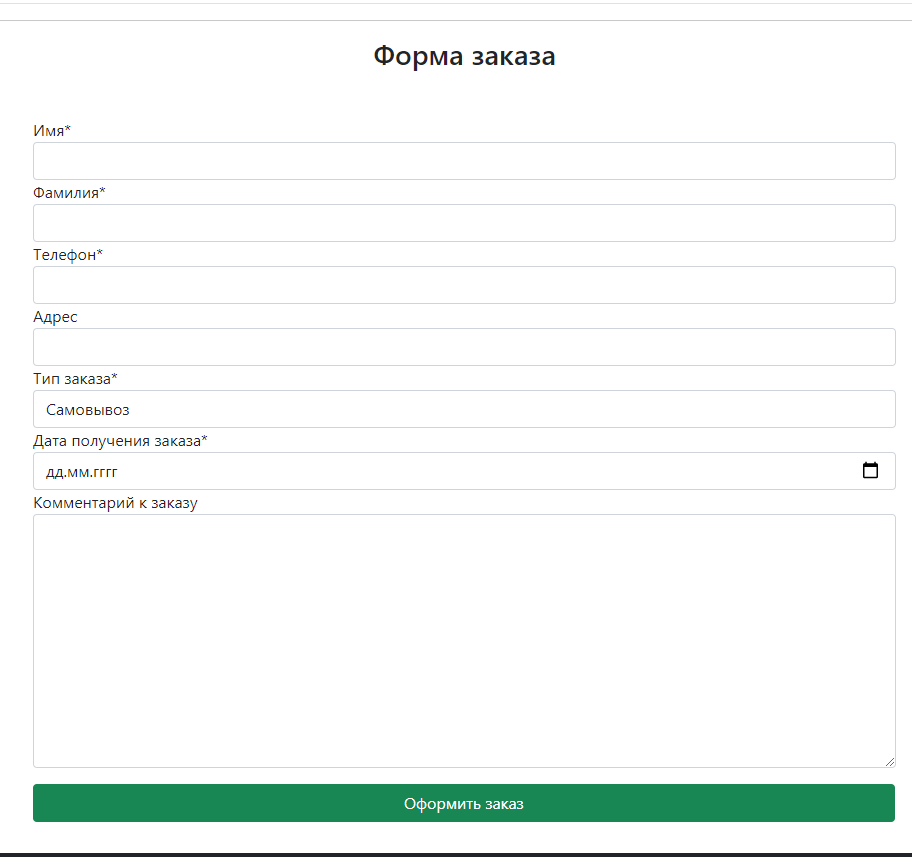 Форма заказа
Имя*
Фамилия*
Телефон*
Адрес
Тип заказа*
Самовывоз
Дата получения заказа*
дд.мм.гггг
Комментарий к заказу
Оформить заказ